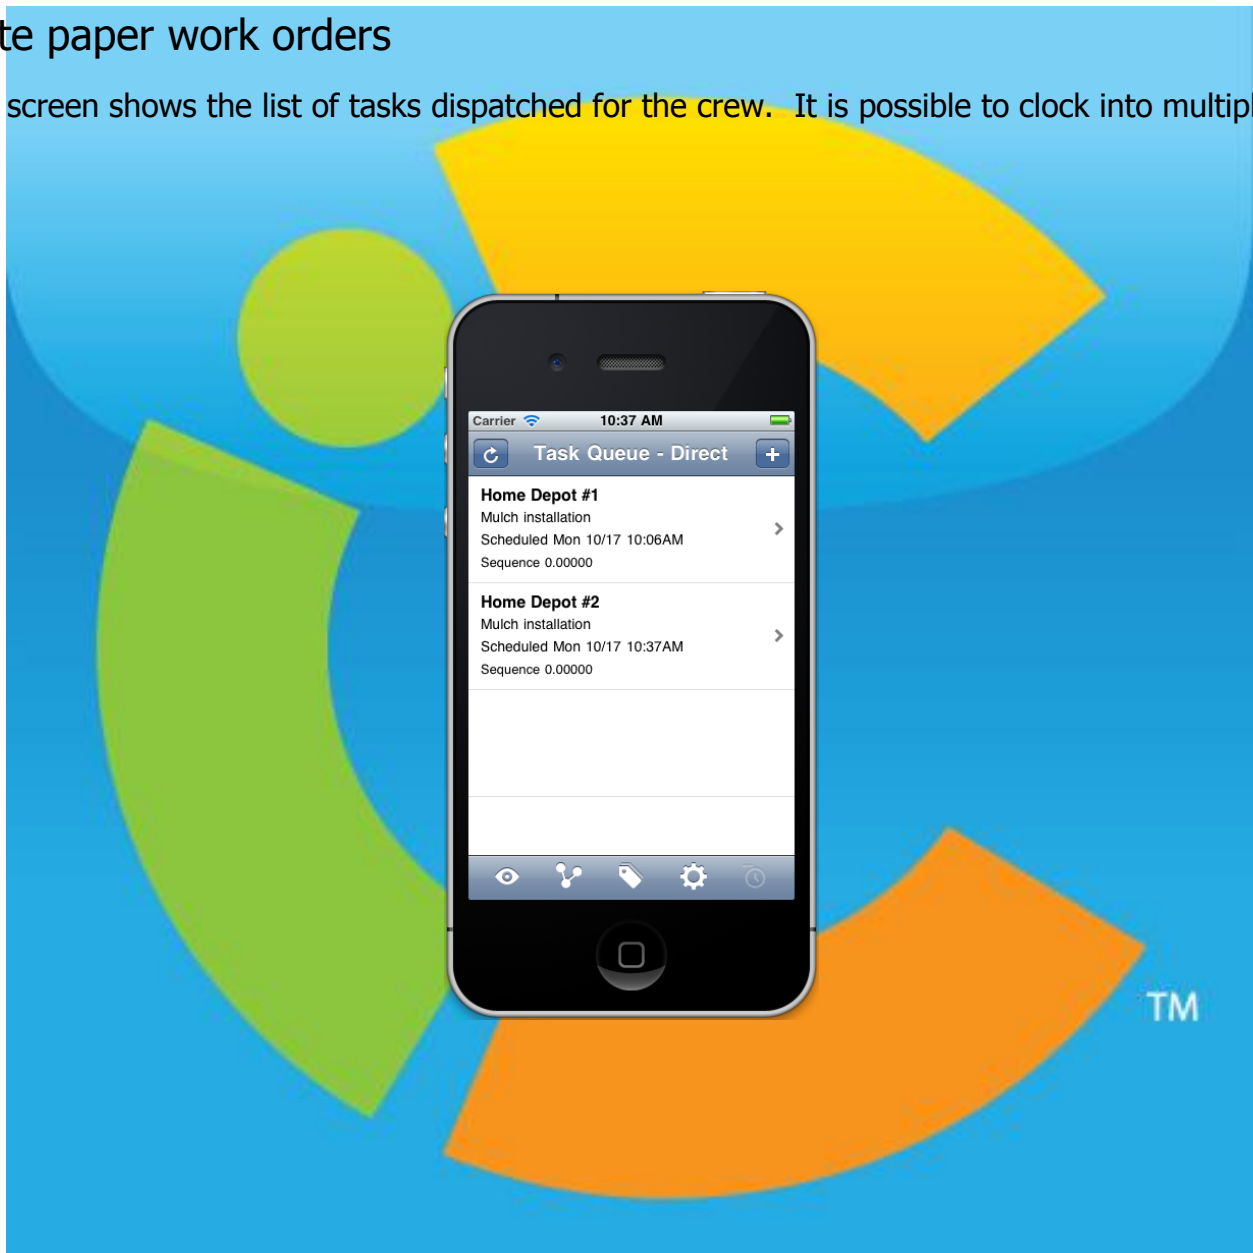 te paper work orders
screen shows the list of tasks dispatched for the crew. It is possible to clock into
Carrier 10:37 AM
Task Queue - Direct
Home Depot #1
Mulch installation
Scheduled Mon 10/17 10:06AM
Sequence 0.00000
Home Depot #2
Mulch installation
Scheduled Mon 10/17 10:37AM
Sequence 0.00000
TM